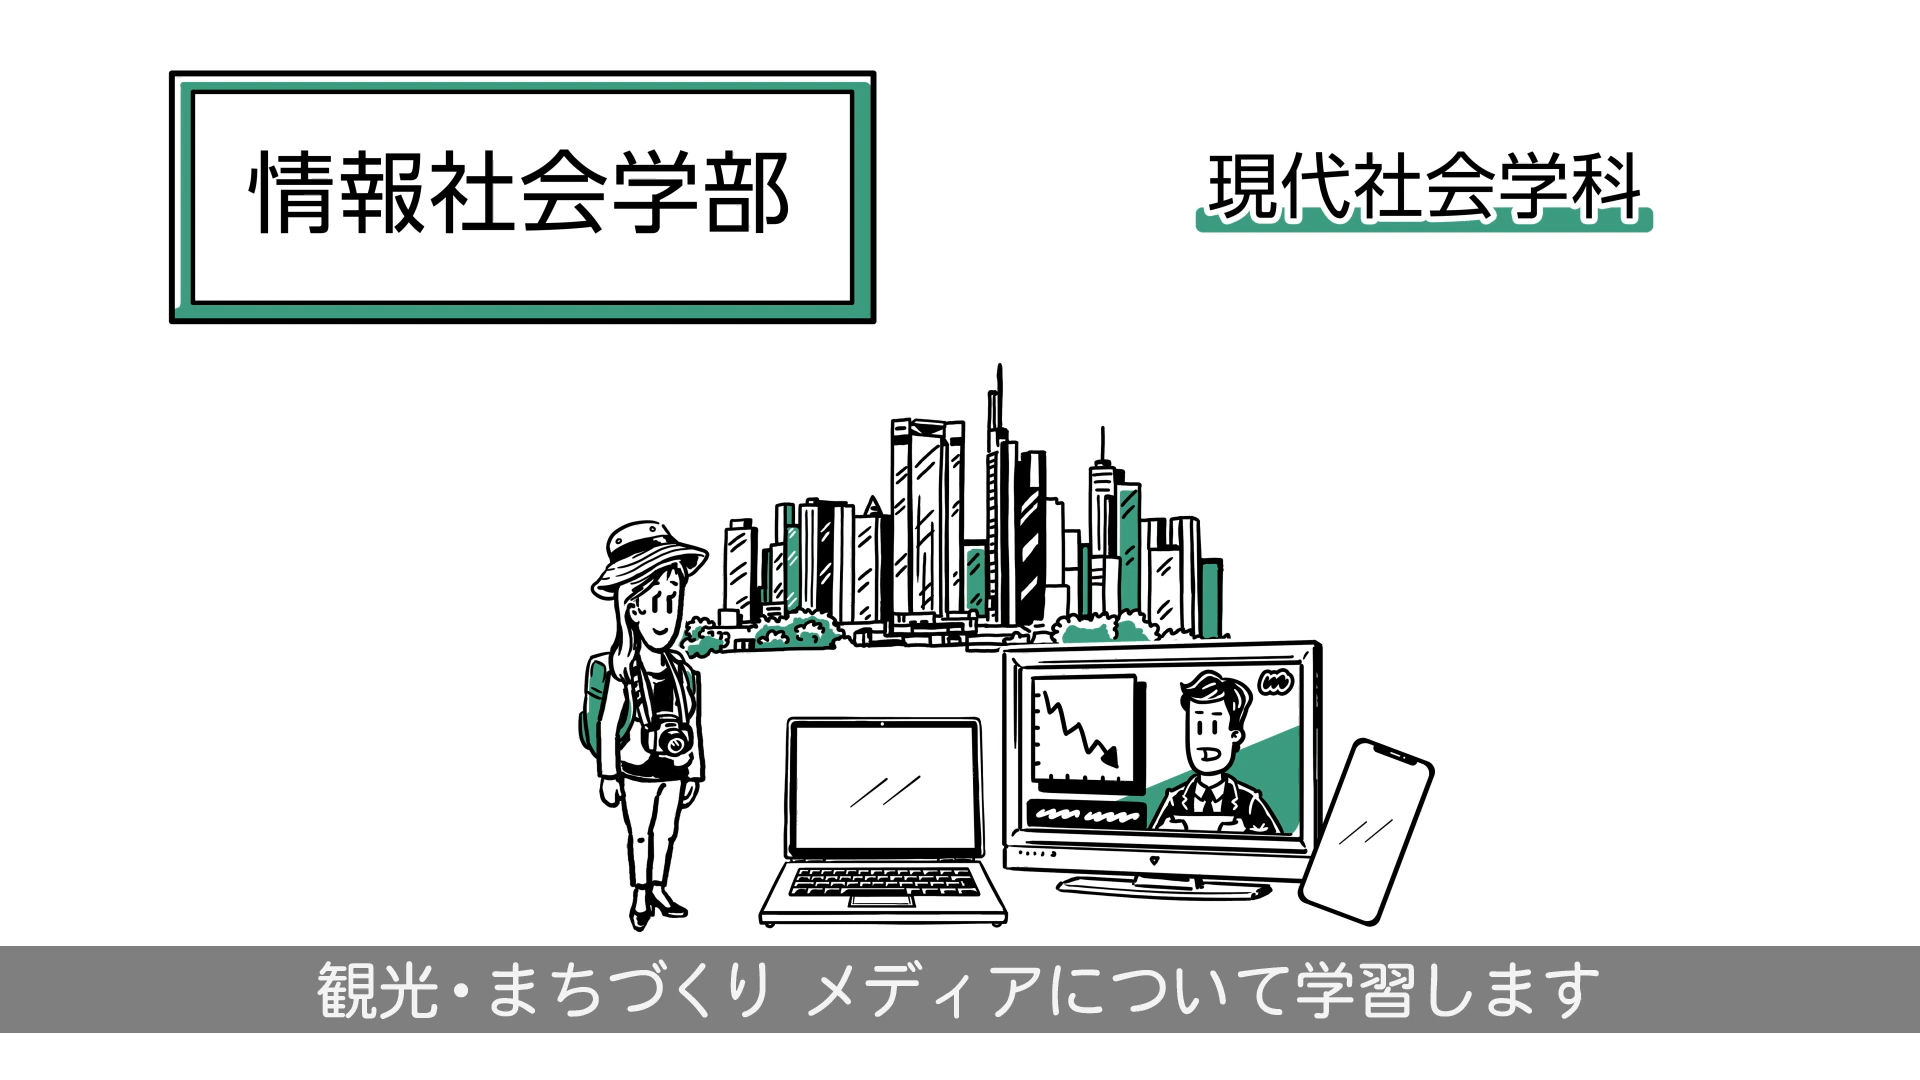 情報社会学部
現代社会学科
観光・まちづくり メディアについて学習します